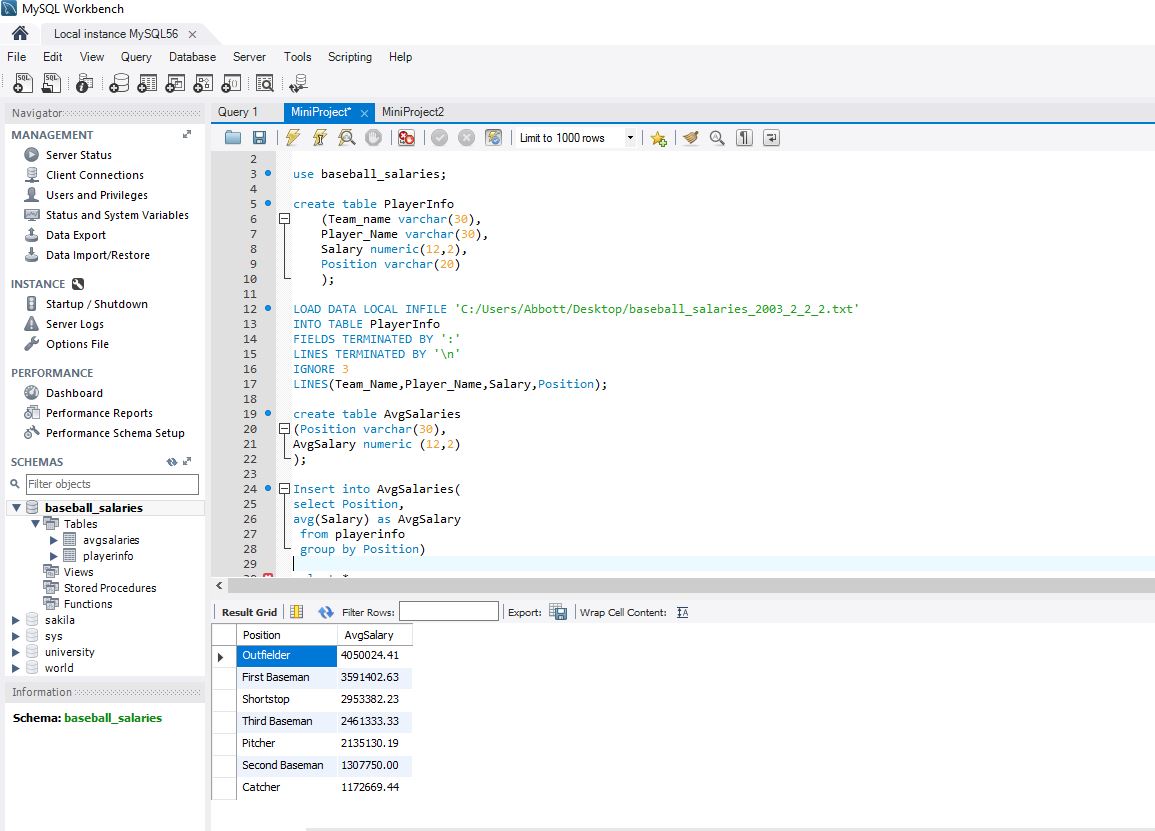 MySQL Workbench
Local instance MySQL56
File Edit View Query Database Server Tools Scripting Help
Navigator
MANAGEMENT
Server Status
Client Connections
Users and Privileges
Status and System Variables
Data Export
Data Import/Restore
INSTANCE
Startup / Shutdown
Server Logs
Options File
PERFORMANCE
Dashboard
Performance Reports
Performance Schema Setup
SCHEMAS
Filter objects
baseball_salaries
Tables
avgsalaries
playerinfo
Views
Stored Procedures
Functions
sakila
sys
university
world
Information
Schema: baseball_salaries
Query 1 MiniProject* MiniProject2
Limit to 1000 rows
2
3 use baseball_salaries;
4
5 create table PlayerInfo
6 (Team_name varchar(30),
7 Player_Name varchar(30),
8 Salary numeric(12,2),
9 Position varchar(20)
10 );
11
12 LOAD DATA LOCAL INFILE 'C:/Users/Abbott/Desktop/baseball_salaries_2003_2_2_2.txt'
13 INTO TABLE PlayerInfo
14 FIELDS TERMINATED BY ':'
15 LINES TERMINATED BY '\n'
16 IGNORE 3
17 LINES(Team_Name,Player_Name,Salary,Position);
18
19 create table AvgSalaries
20 (Position varchar(30),
21 AvgSalary numeric (12,2)
22 );
23
24 Insert into AvgSalaries(
25 select Position,
26 avg(Salary) as AvgSalary
27 from playerinfo
28 group by Position)
29
Result Grid Filter Rows: Export: Wrap Cell Content:
Position AvgSalary
Outfielder 4050024.41
First Baseman 3591402.63
Shortstop 2953382.23
Third Baseman 2461333.33
Pitcher 2135130.19
Second Baseman 1307750.00
Catcher 1172669.44